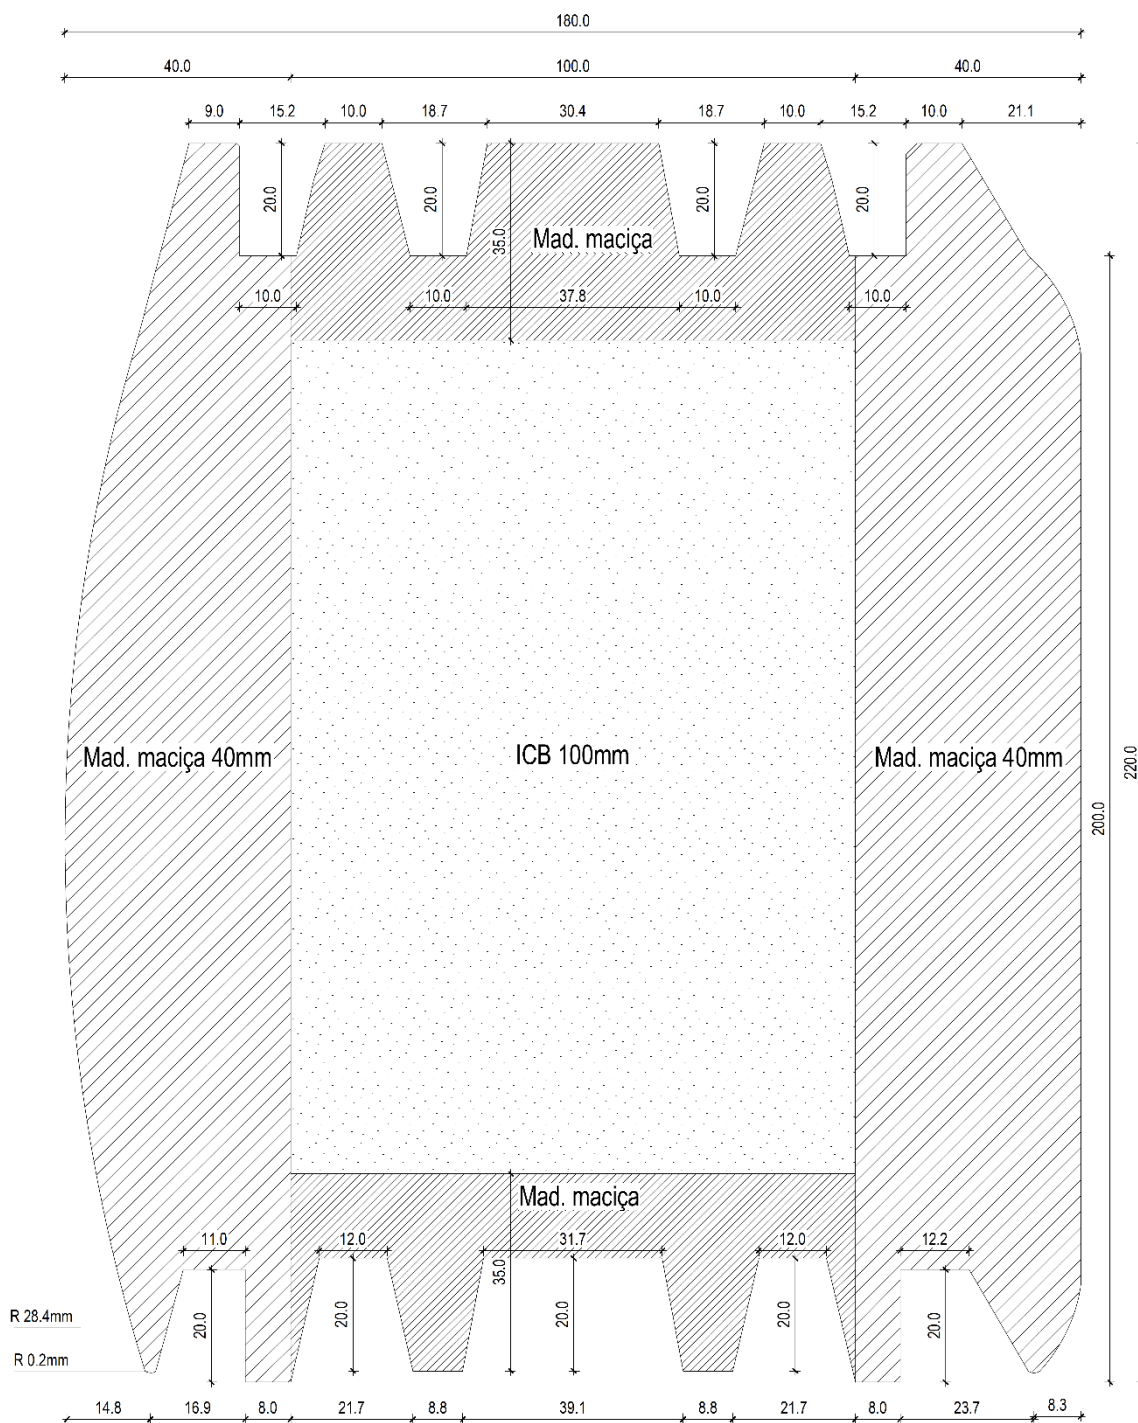 180.0
40.0 100.0 40.0
9.0 15.2 10.0 18.7 30.4 18.7 10.0 15.2 10.0 21.1
20.0 20.0 35.0 20.0 20.0
Mad. maciça
10.0 10.0 37.8 10.0 10.0
Mad. maciça 40mm ICB 100mm Mad. maciça 40mm
220.0
200.0
Mad. maciça
11.0 12.0 31.7 12.0 12.2
35.0
20.0 20.0 20.0 20.0 20.0
R 28.4mm
R 0.2mm
14.8 16.9 8.0 21.7 8.8 39.1 8.8 21.7 8.0 23.7 8.3